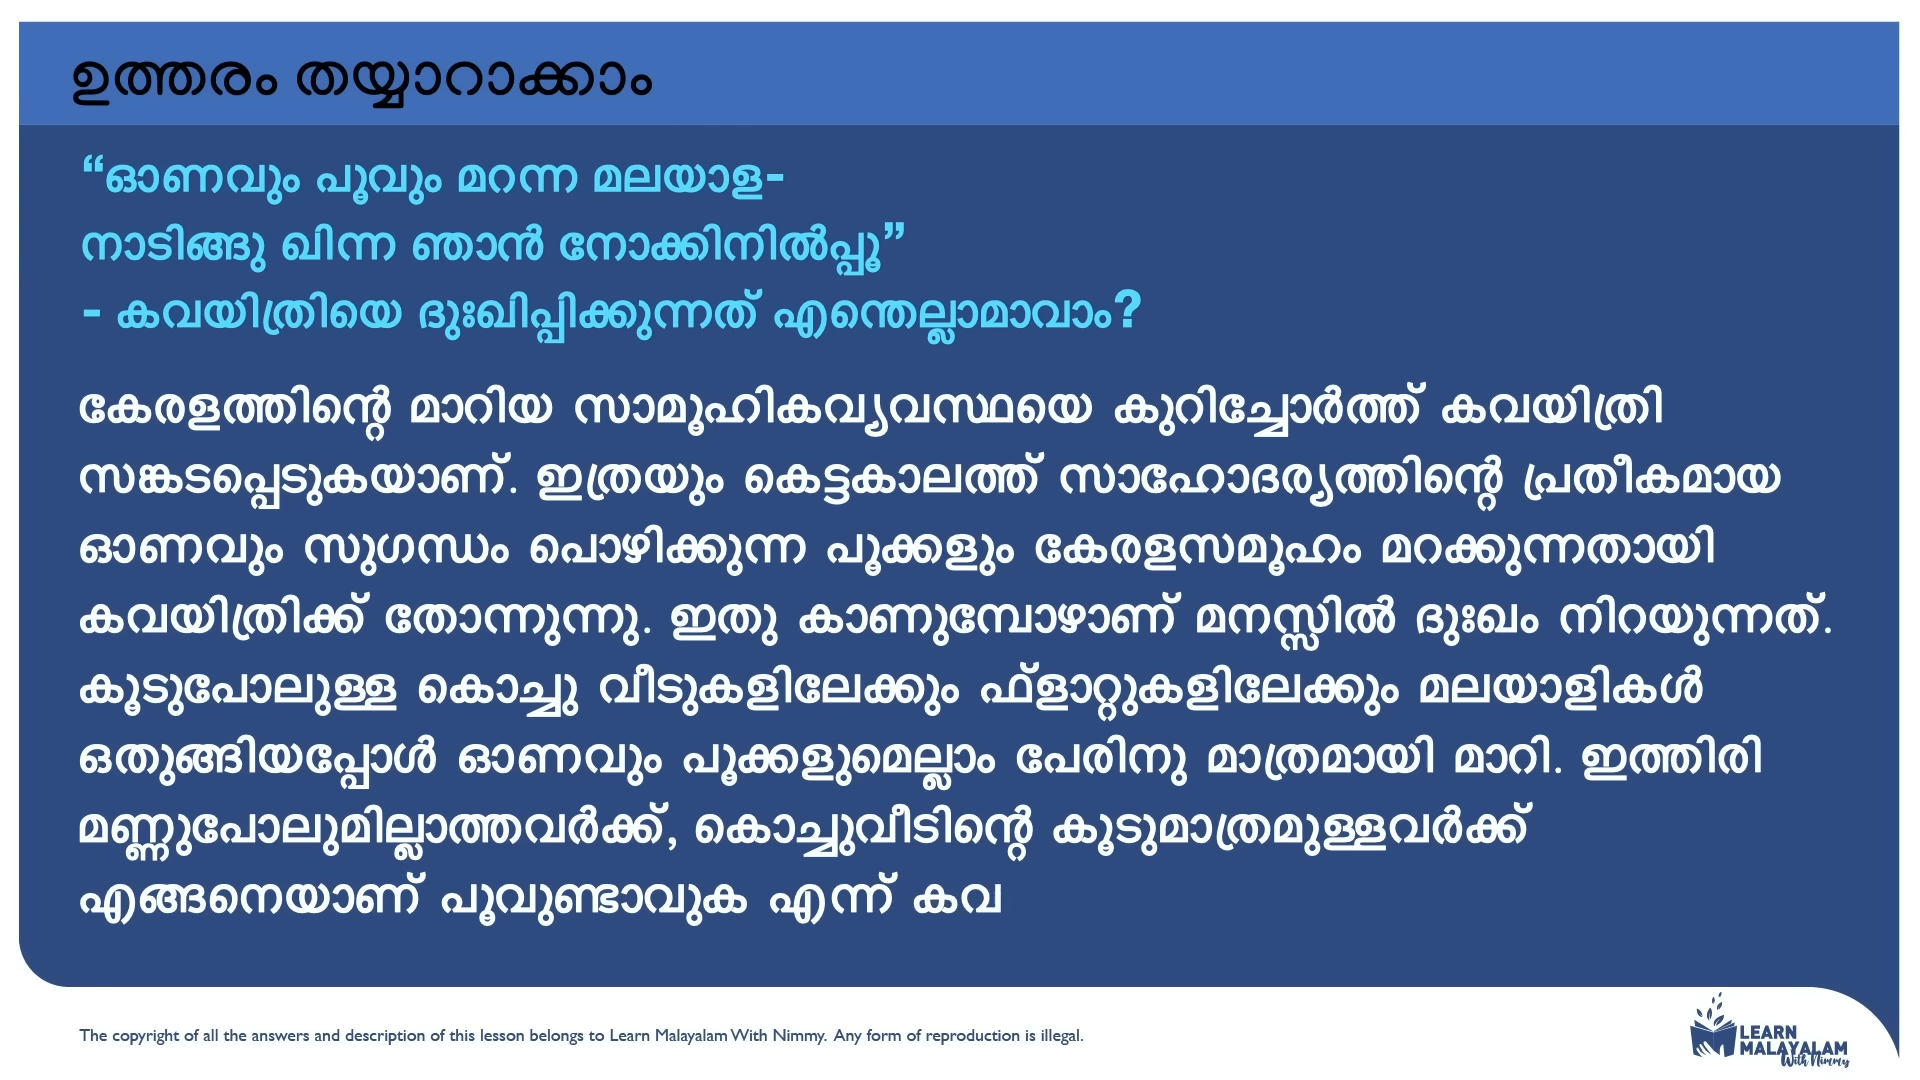 ഉത്തരം തയ്യാറാക്കാം
“ഓണവും പൂവും മറന്ന മലയാള-
നാടിങ്ങു ഖിന്ന ഞാൻ നോക്കിനിൽപ്പൂ”
- കവയിത്രിയെ ദുഃഖിപ്പിക്കുന്നത് എന്തെല്ലാമാവാം?
കേരളത്തിന്റെ മാറിയ സാമൂഹികവ്യവസ്ഥയെ കുറിച്ചോർത്ത് കവയിത്രി
സങ്കടപ്പെടുകയാണ്. ഇത്രയും കെട്ടകാലത്ത് സാഹോദര്യത്തിന്റെ പ്രതീകമായ
ഓണവും സുഗന്ധം പൊഴിക്കുന്ന പൂക്കളും കേരളസമൂഹം മറക്കുന്നതായി
കവയിത്രിക്ക് തോന്നുന്നു. ഇതു കാണുമ്പോഴാണ് മനസ്സിൽ ദുഃഖം നിറയുന്നത്.
കൂടുപോലുള്ള കൊച്ചു വീടുകളിലേക്കും ഫ്ളാറ്റുകളിലേക്കും മലയാളികൾ
ഒതുങ്ങിയപ്പോൾ ഓണവും പൂക്കളുമെല്ലാം പേരിനു മാത്രമായി മാറി. ഇത്തിരി
മണ്ണുപോലുമില്ലാത്തവർക്ക്, കൊച്ചുവീടിന്റെ കൂടുമാത്രമുള്ളവർക്ക്
എങ്ങനെയാണ് പൂവുണ്ടാവുക എന്ന് കവ
The copyright of all the answers and description of this lesson belongs to Learn Malayalam With Nimmy. Any form of reproduction is illegal.
LEARN
MALAYALAM
With Nimmy